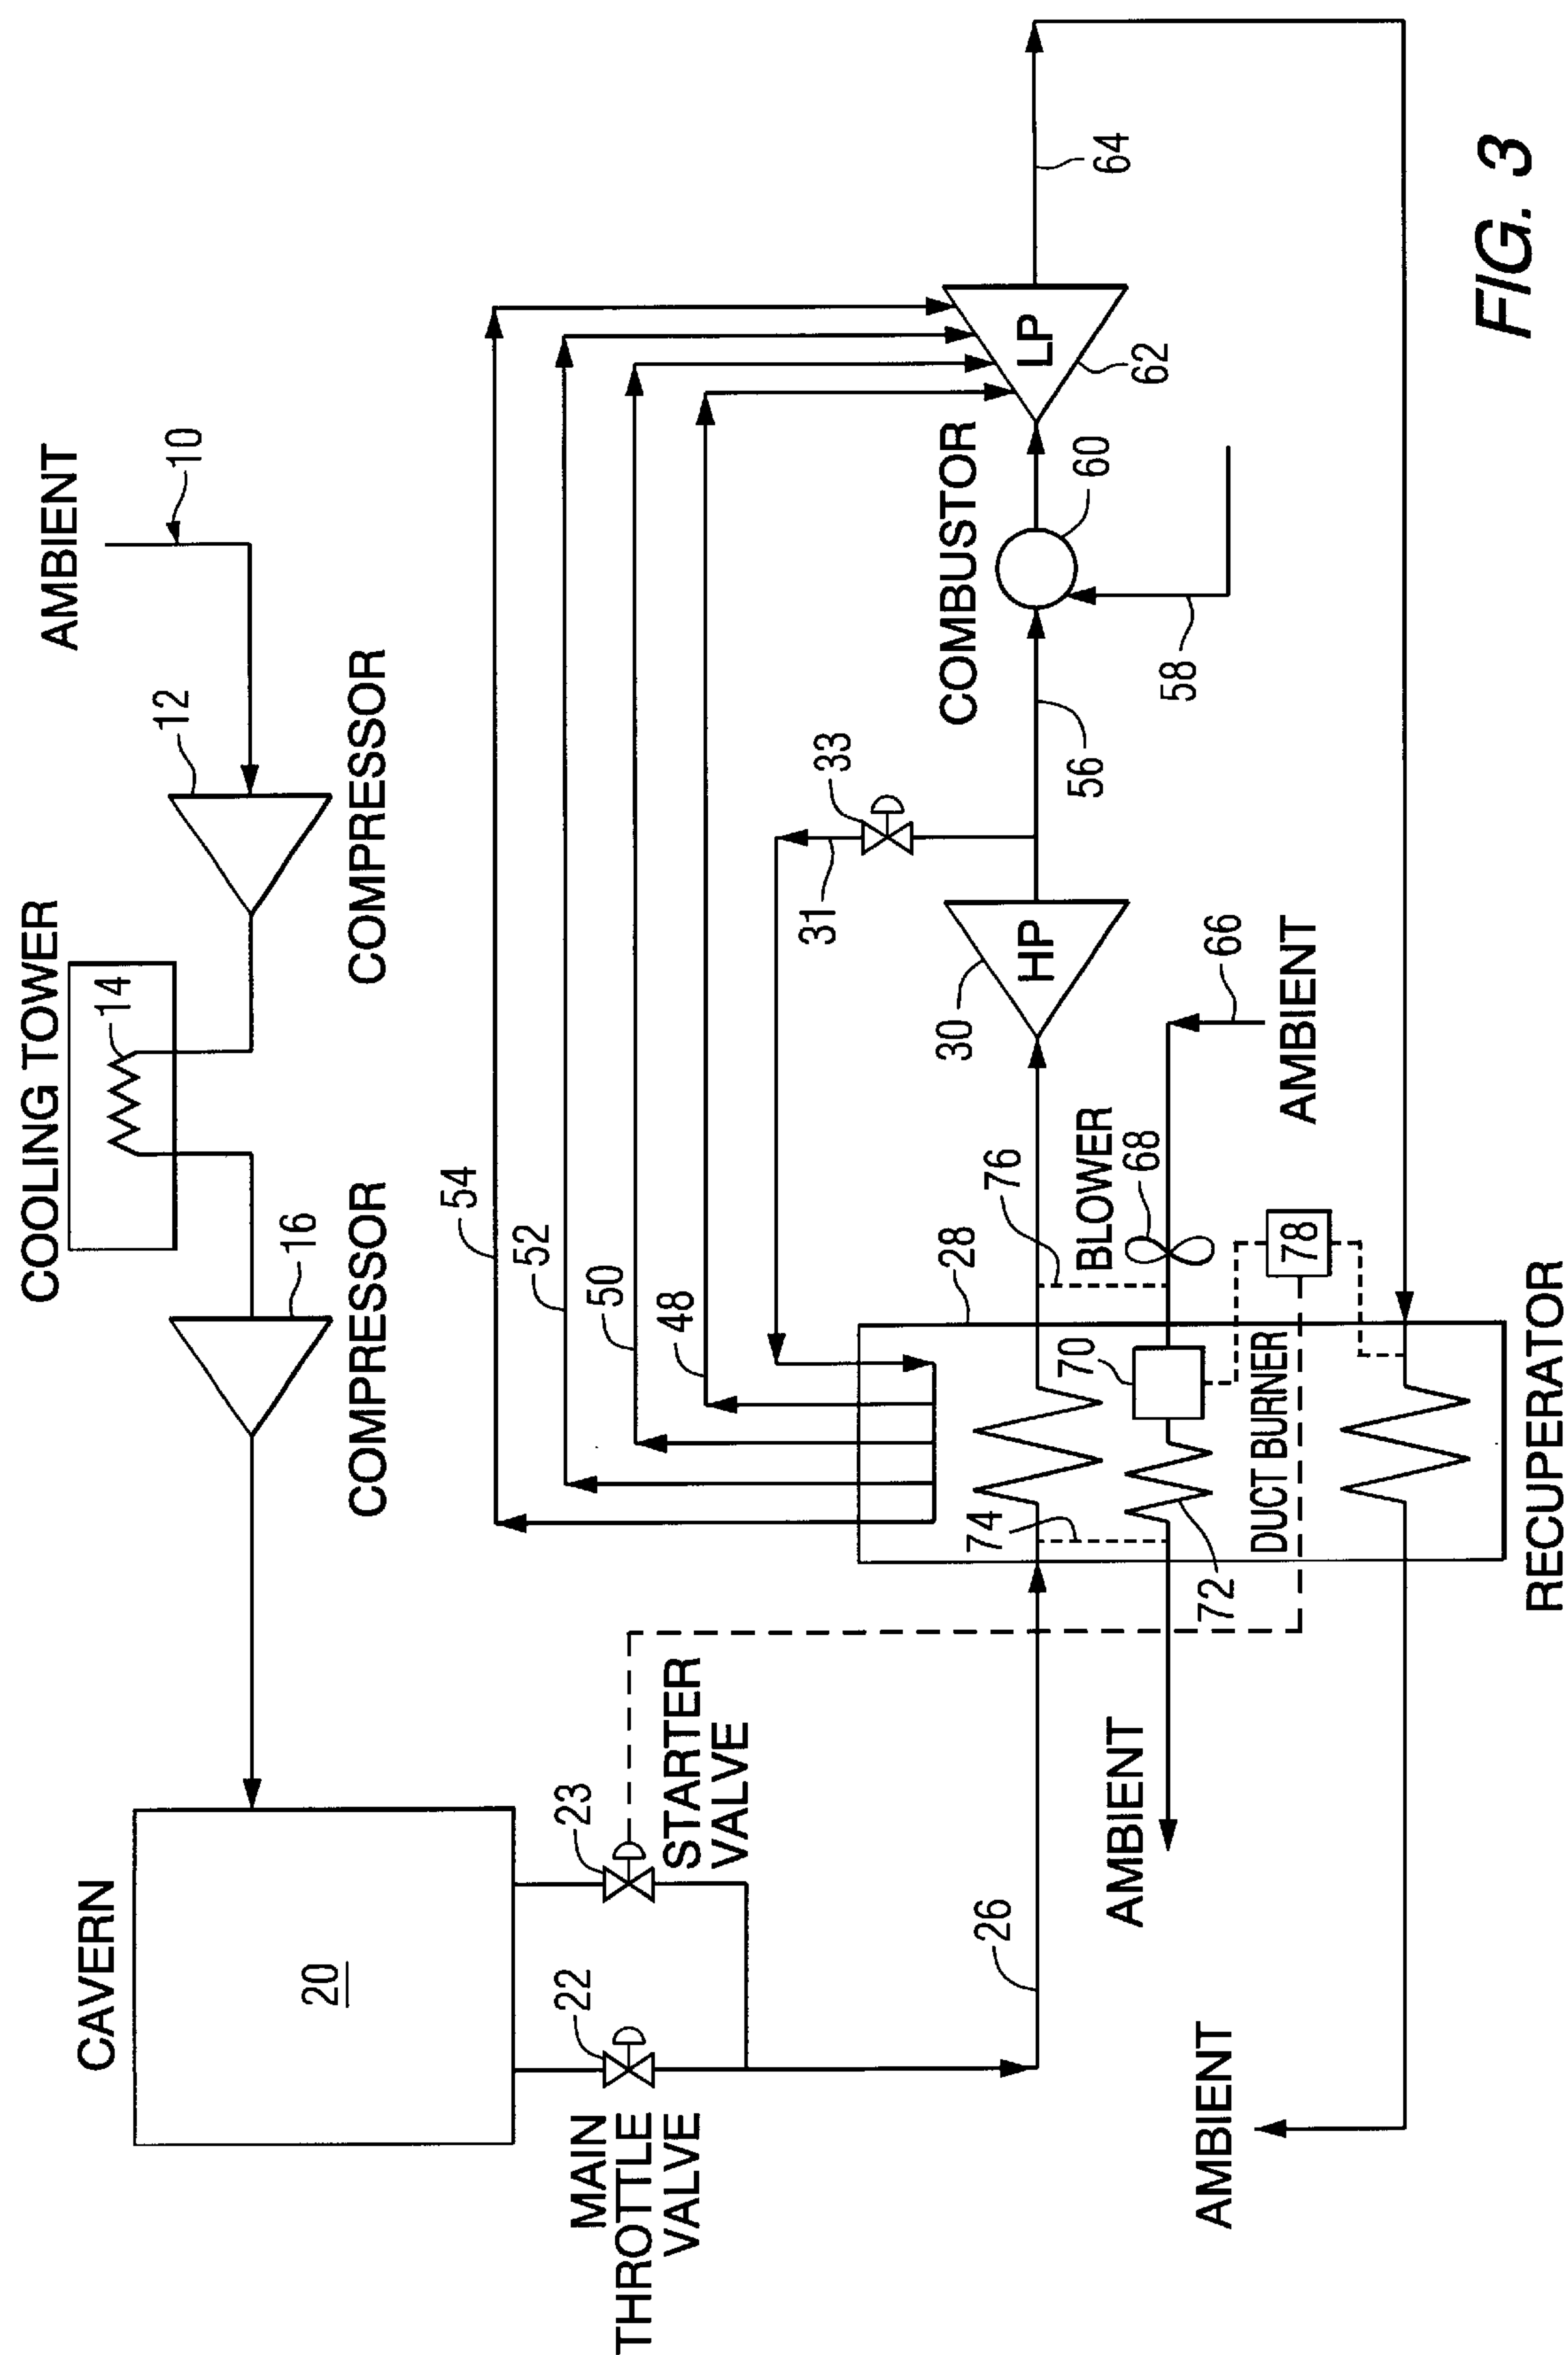 AMBIENT
10
12
COMPRESSOR
COOLING TOWER
14
16
COMPRESSOR
CAVERN
20
22
MAIN
THROTTLE
VALVE
23
STARTER
VALVE
54
52
50
48
31
33
26
28
74
76
30
HP
56
COMBUSTOR
60
58
LP
62
64
BLOWER
68
66
AMBIENT
70
72
DUCT BURNER
78
AMBIENT
RECUPERATOR
AMBIENT
FIG. 3